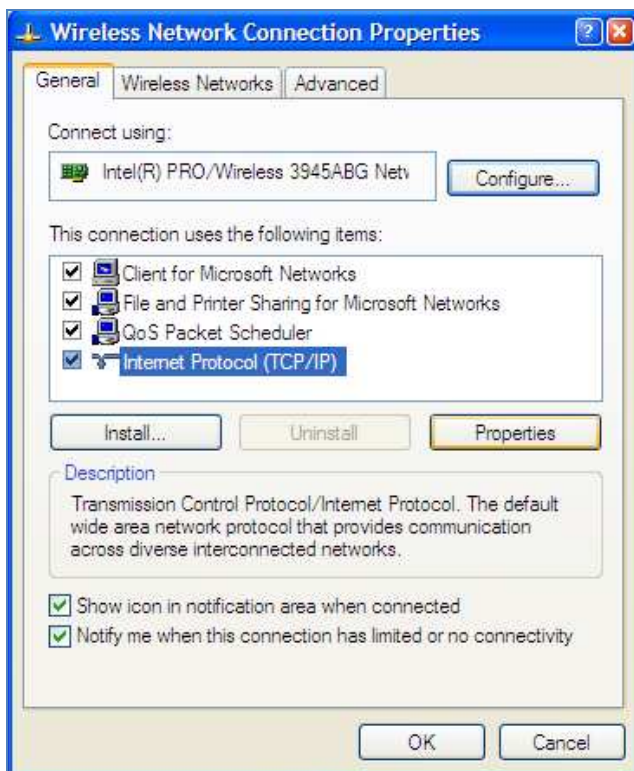 Wireless Network Connection Properties
General Wireless Networks Advanced
Connect using:
Intel(R) PRO/Wireless 3945ABG Netw
Configure...
This connection uses the following items:
Client for Microsoft Networks
File and Printer Sharing for Microsoft Networks
QoS Packet Scheduler
Internet Protocol (TCP/IP)
Install... Uninstall Properties
Description
Transmission Control Protocol/Internet Protocol. The default
wide area network protocol that provides communication
across diverse interconnected networks.
Show icon in notification area when connected
Notify me when this connection has limited or no connectivity
OK Cancel